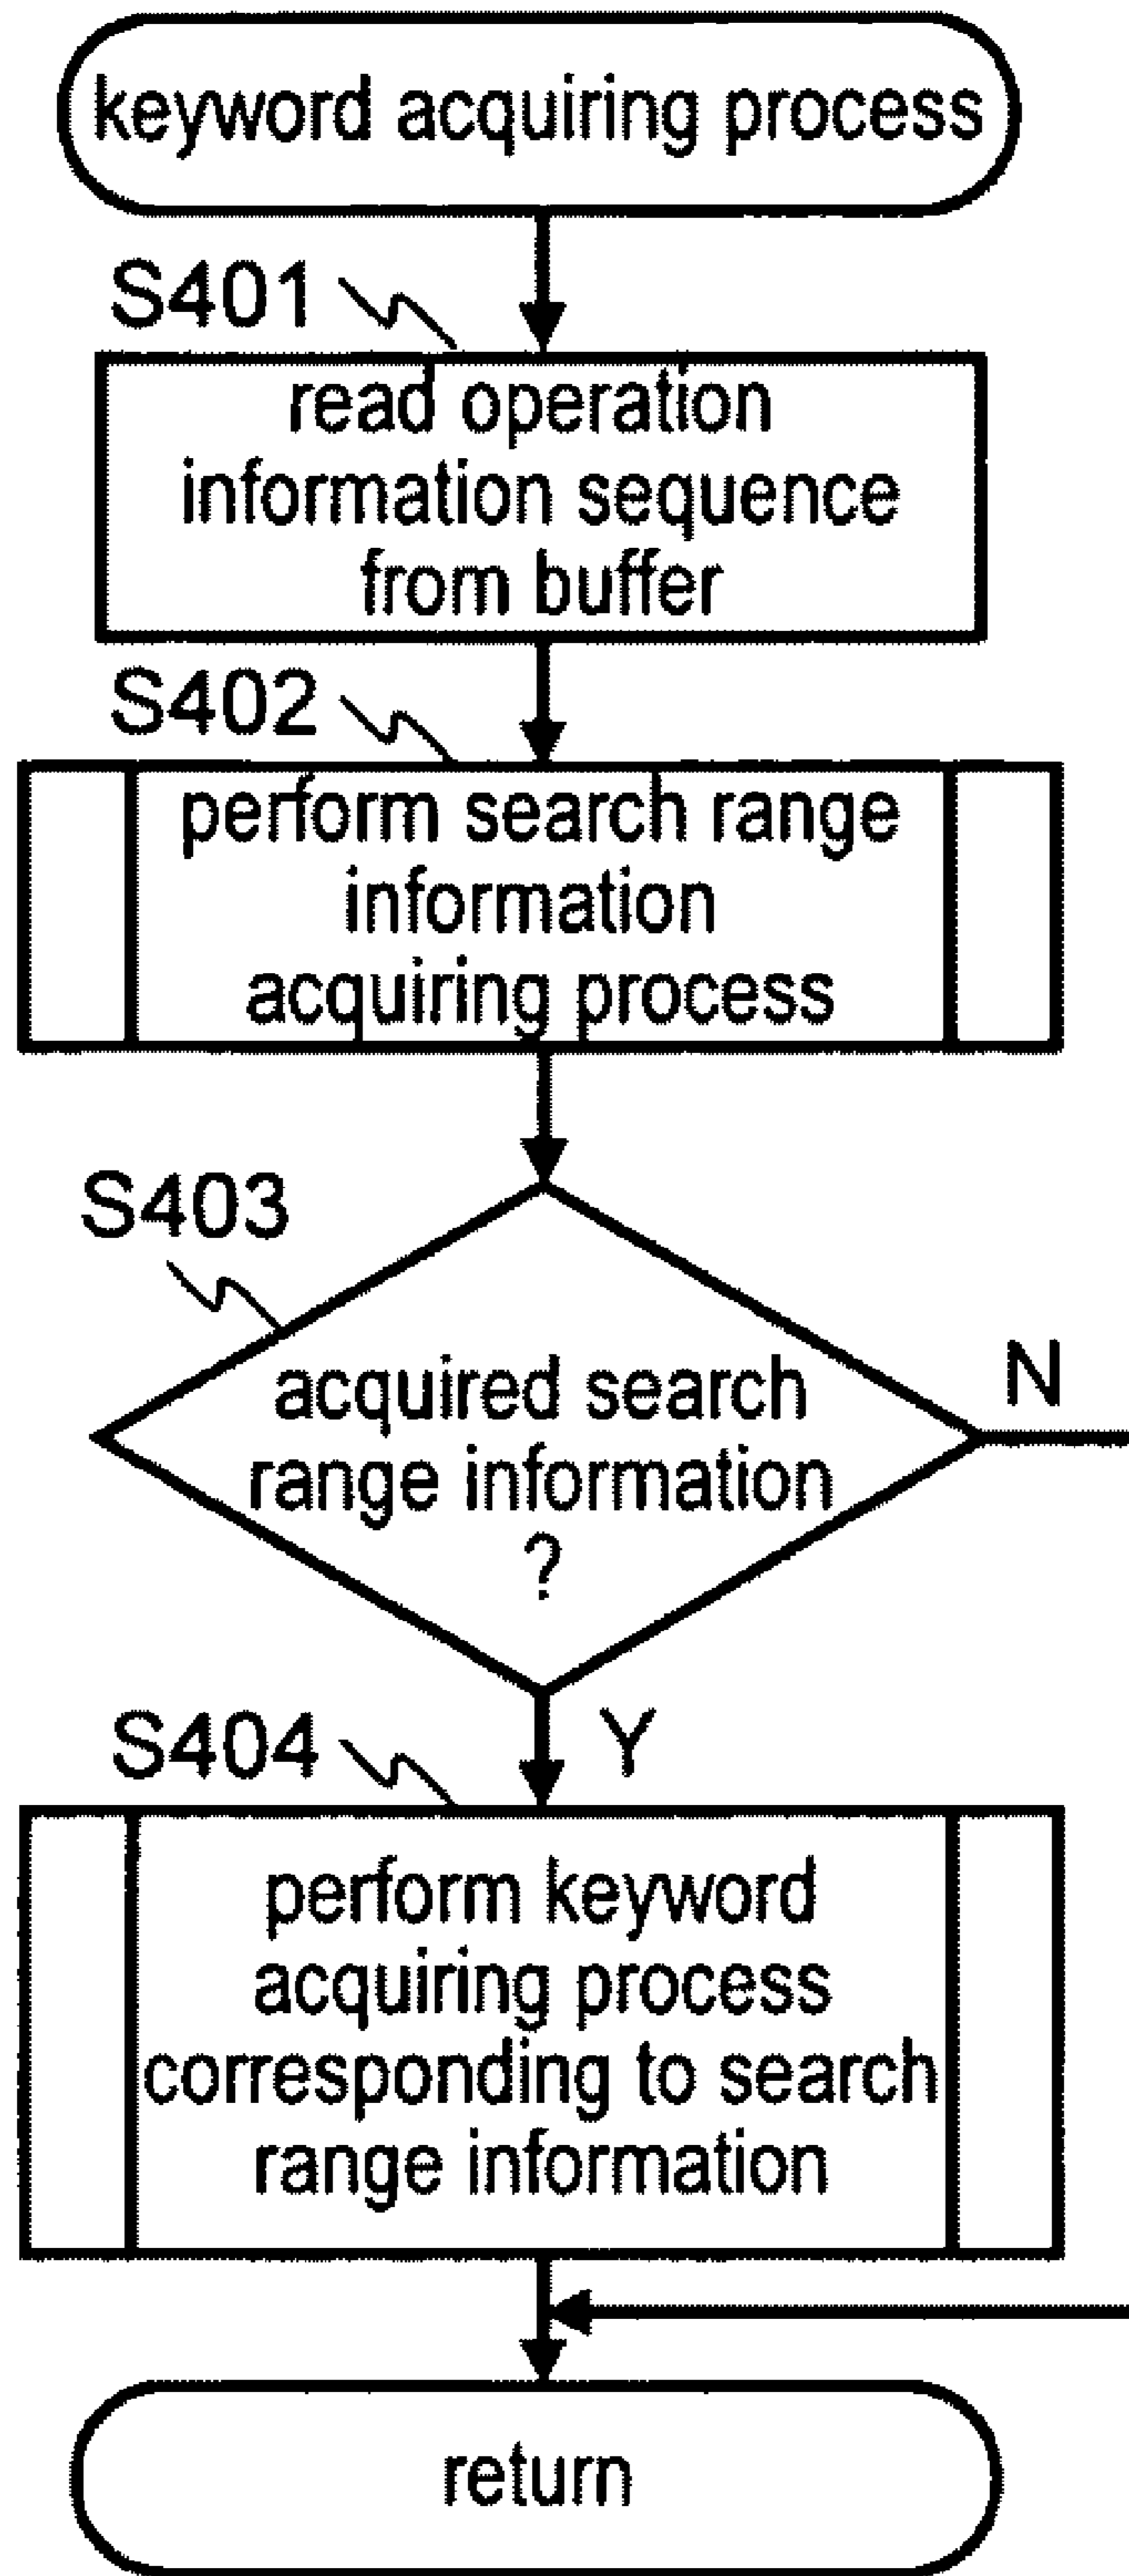 keyword acquiring process
S401
read operation
information sequence
from buffer
S402
perform search range
information
acquiring process
S403
acquired search
range information
?
N
Y
S404
perform keyword
acquiring process
corresponding to search
range information
return